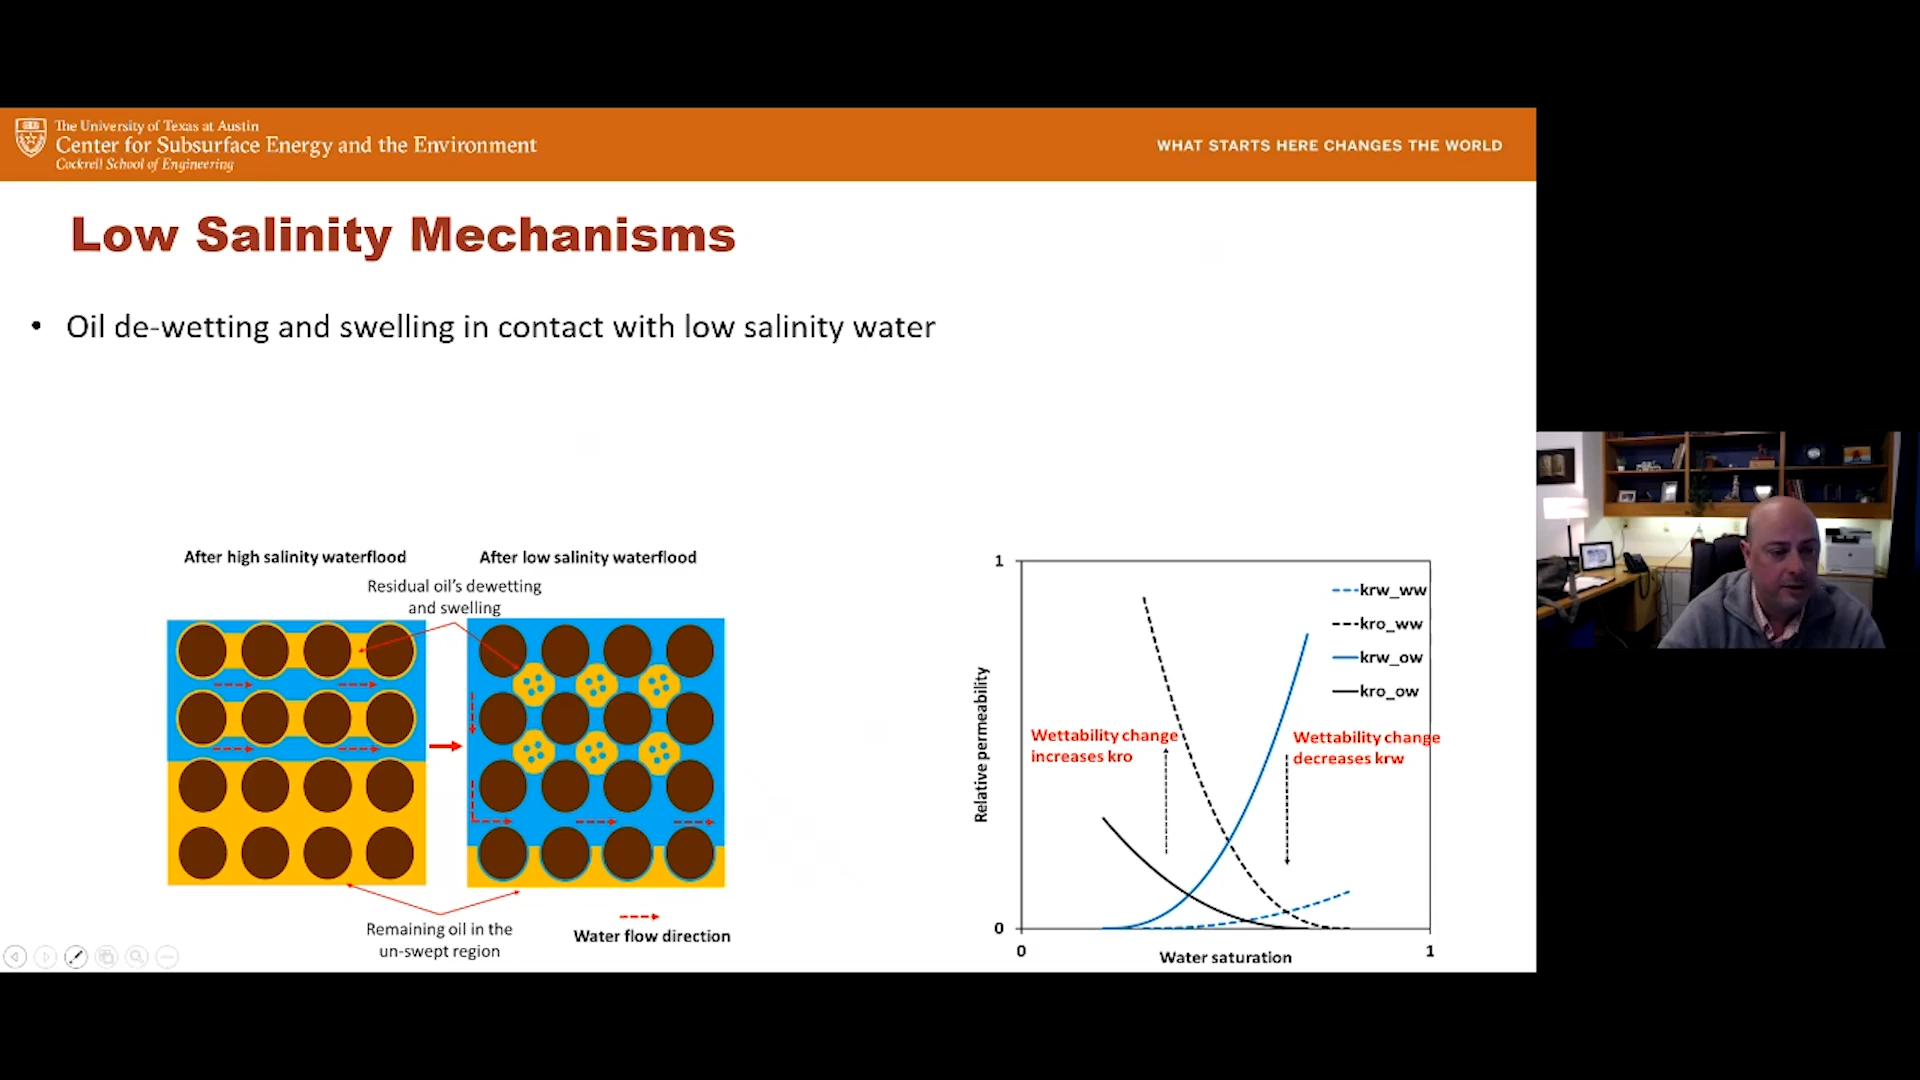 The University of Texas at Austin
Center for Subsurface Energy and the Environment
Cockrell School of Engineering
WHAT STARTS HERE CHANGES THE WORLD
Low Salinity Mechanisms
• Oil de-wetting and swelling in contact with low salinity water
After high salinity waterflood
After low salinity waterflood
Residual oil's dewetting
and swelling
Remaining oil in the
un-swept region
Water flow direction
1
Relative permeability
krw_ww
kro_ww
krw_ow
kro_ow
Wettability change
increases kro
Wettability change
decreases krw
0
0
1
Water saturation